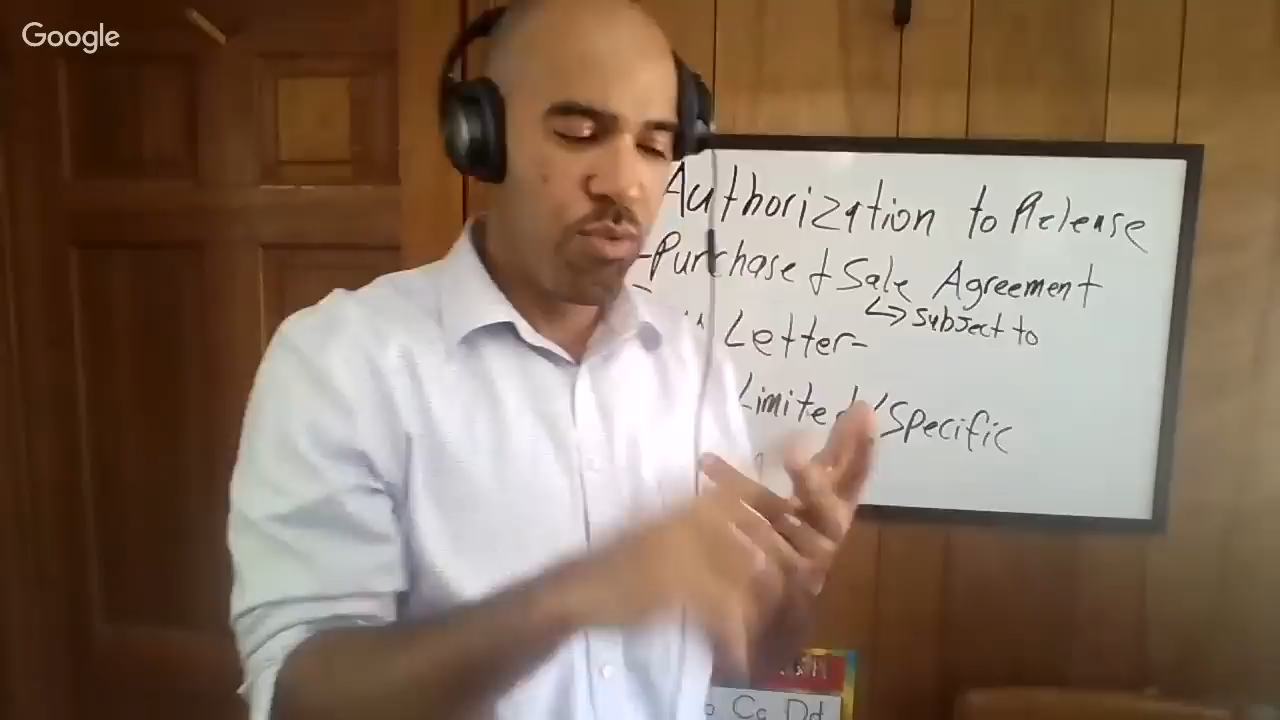 Google
Authorization to Release
-Purchase & Sale Agreement
↳ Subject to
Letter-
Limited/Specific
Cc Dd